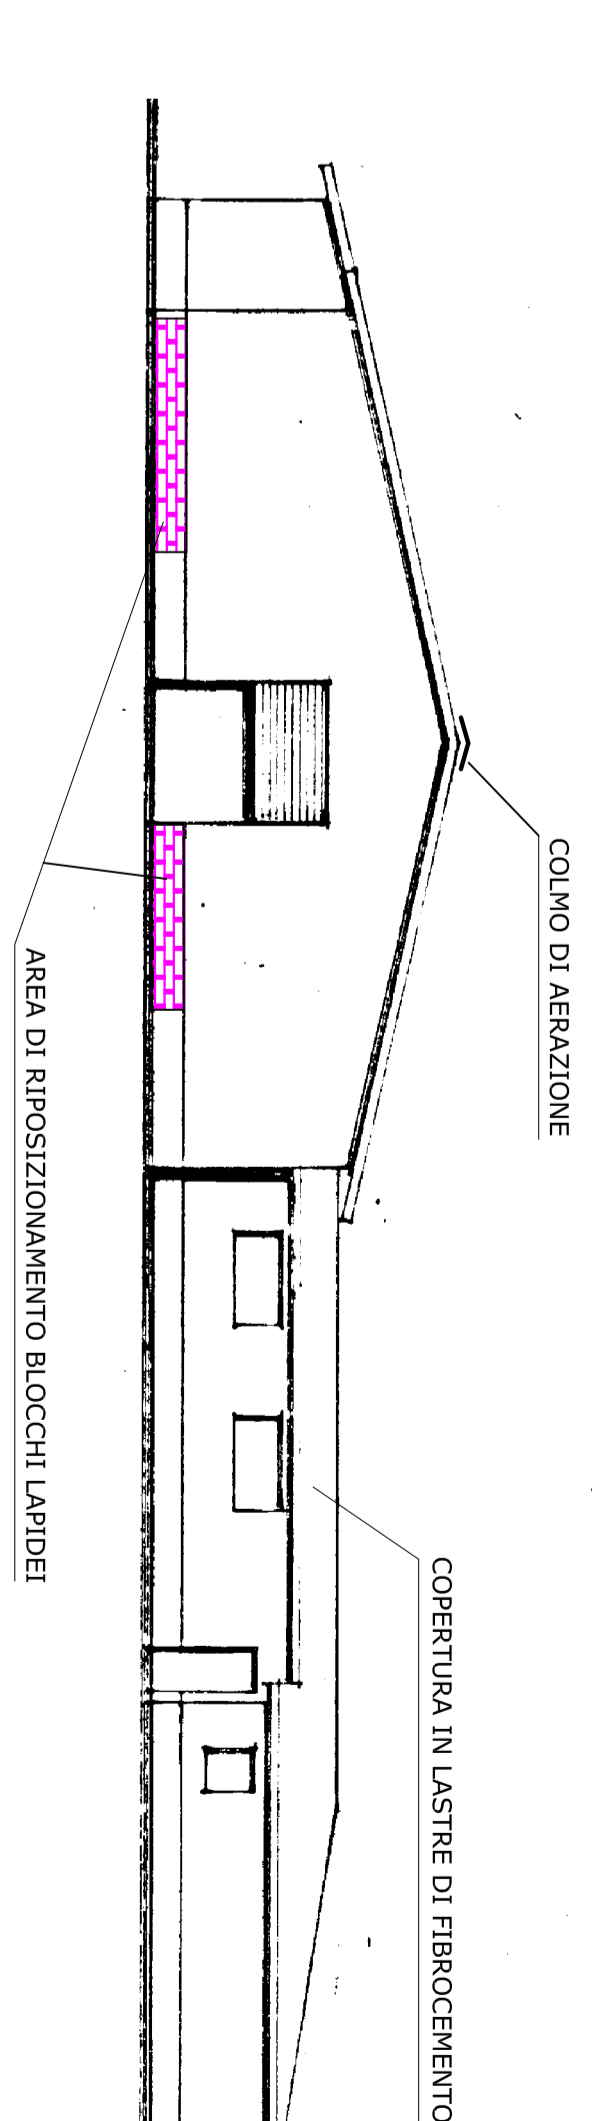 COLMO DI AERAZIONE
COPERTURA IN LASTRE DI FIBROCEMENTO
AREA DI RIPOSIZIONAMENTO BLOCCHI LAPIDEI